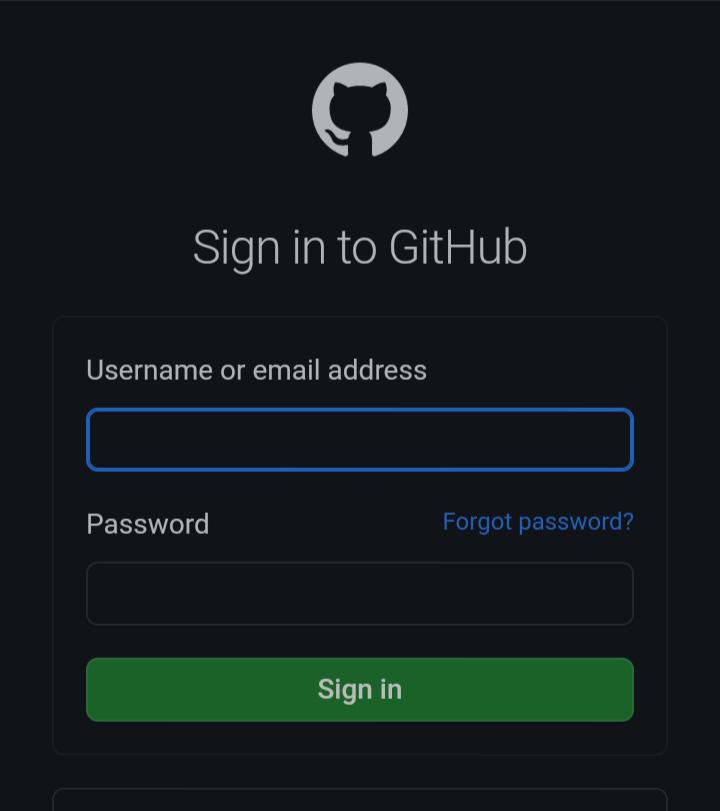 Sign in to GitHub
Username or email address
Password
Forgot password?
Sign in